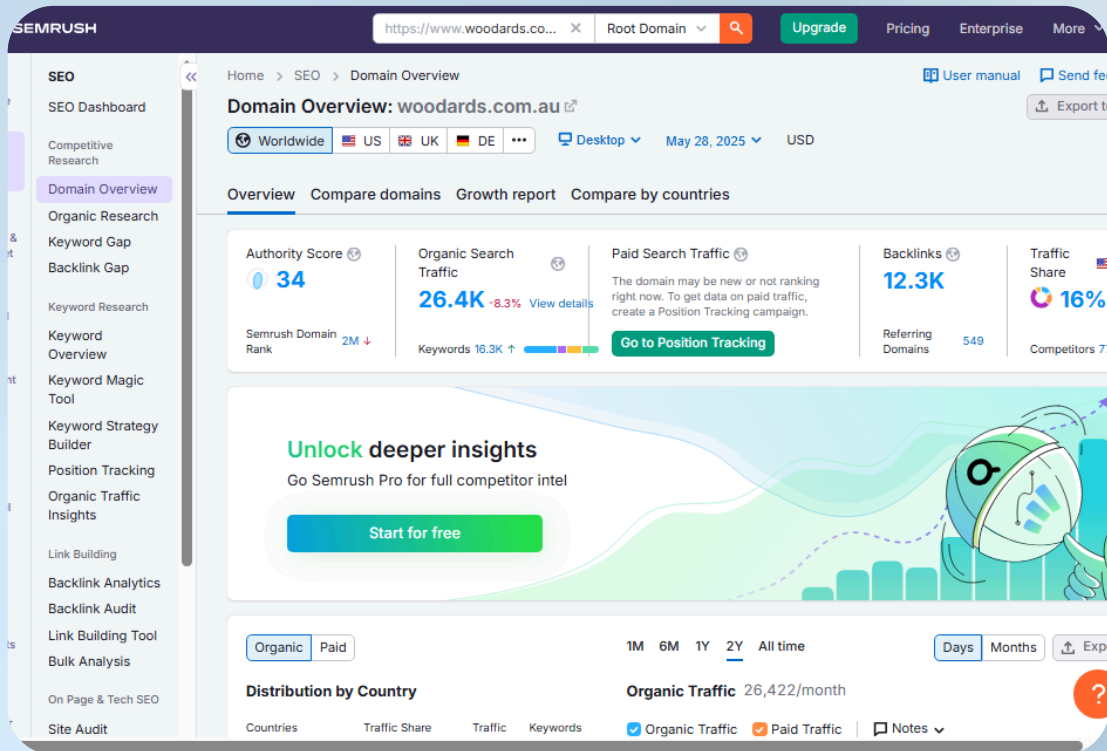 SEMRUSH
https://www.woodards.co...
Root Domain
Upgrade
Pricing
Enterprise
More
SEO
SEO Dashboard
Competitive
Research
Domain Overview
Organic Research
Keyword Gap
Backlink Gap
Keyword Research
Keyword
Overview
Keyword Magic
Tool
Keyword Strategy
Builder
Position Tracking
Organic Traffic
Insights
Link Building
Backlink Analytics
Backlink Audit
Link Building Tool
Bulk Analysis
On Page & Tech SEO
Site Audit
Home > SEO > Domain Overview
User manual
Send fee
Domain Overview: woodards.com.au
Export to
Worldwide
US
UK
DE
•••
Desktop
May 28, 2025
USD
Overview
Compare domains
Growth report
Compare by countries
Authority Score
34
Semrush Domain
Rank
2M ↓
Organic Search
Traffic
26.4K -8.3% View details
Keywords 16.3K ↑
Paid Search Traffic
The domain may be new or not ranking
right now. To get data on paid traffic,
create a Position Tracking campaign.
Go to Position Tracking
Backlinks
12.3K
Referring
Domains
549
Traffic
Share
16%
Competitors
Unlock deeper insights
Go Semrush Pro for full competitor intel
Start for free
Organic
Paid
1M
6M
1Y
2Y
All time
Days
Months
Exp
Distribution by Country
Organic Traffic 26,422/month
Countries
Traffic Share
Traffic
Keywords
Organic Traffic
Paid Traffic
Notes
?